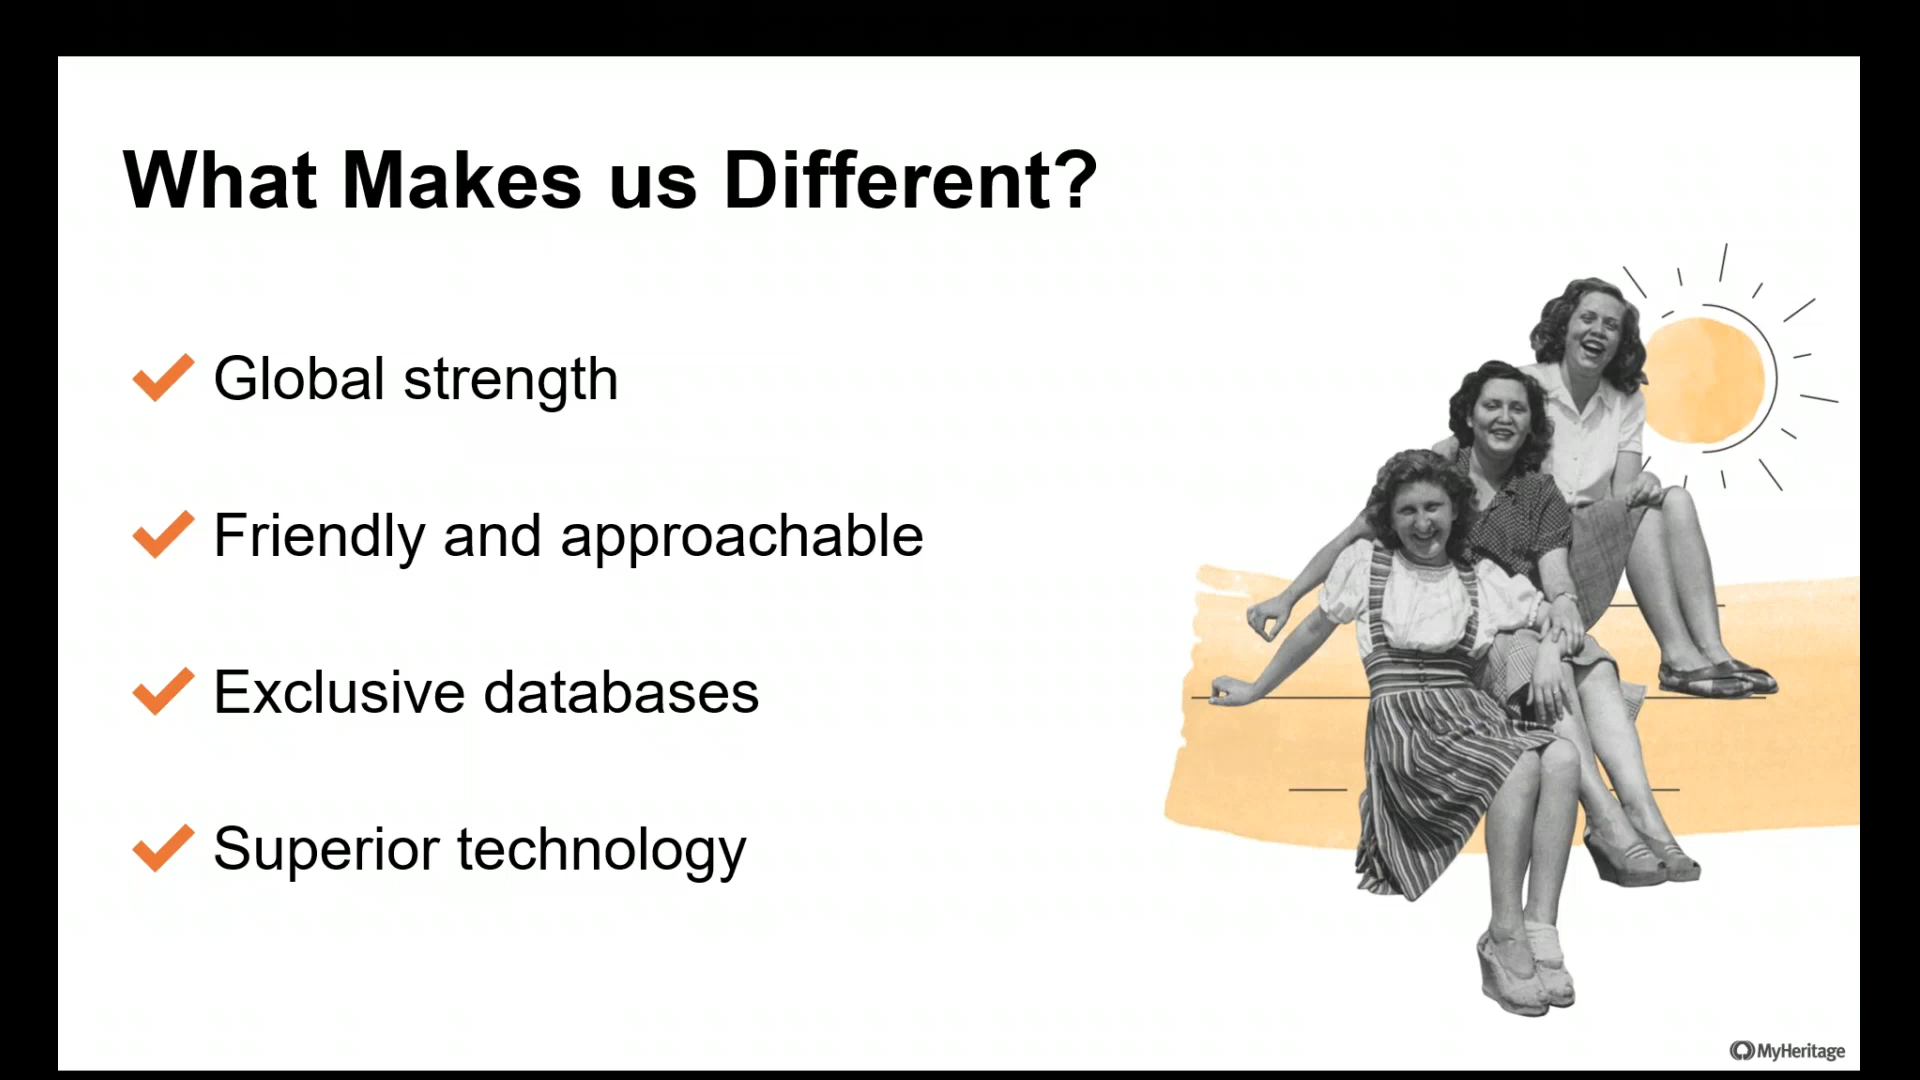 What Makes us Different?
Global strength
Friendly and approachable
Exclusive databases
Superior technology
MyHeritage